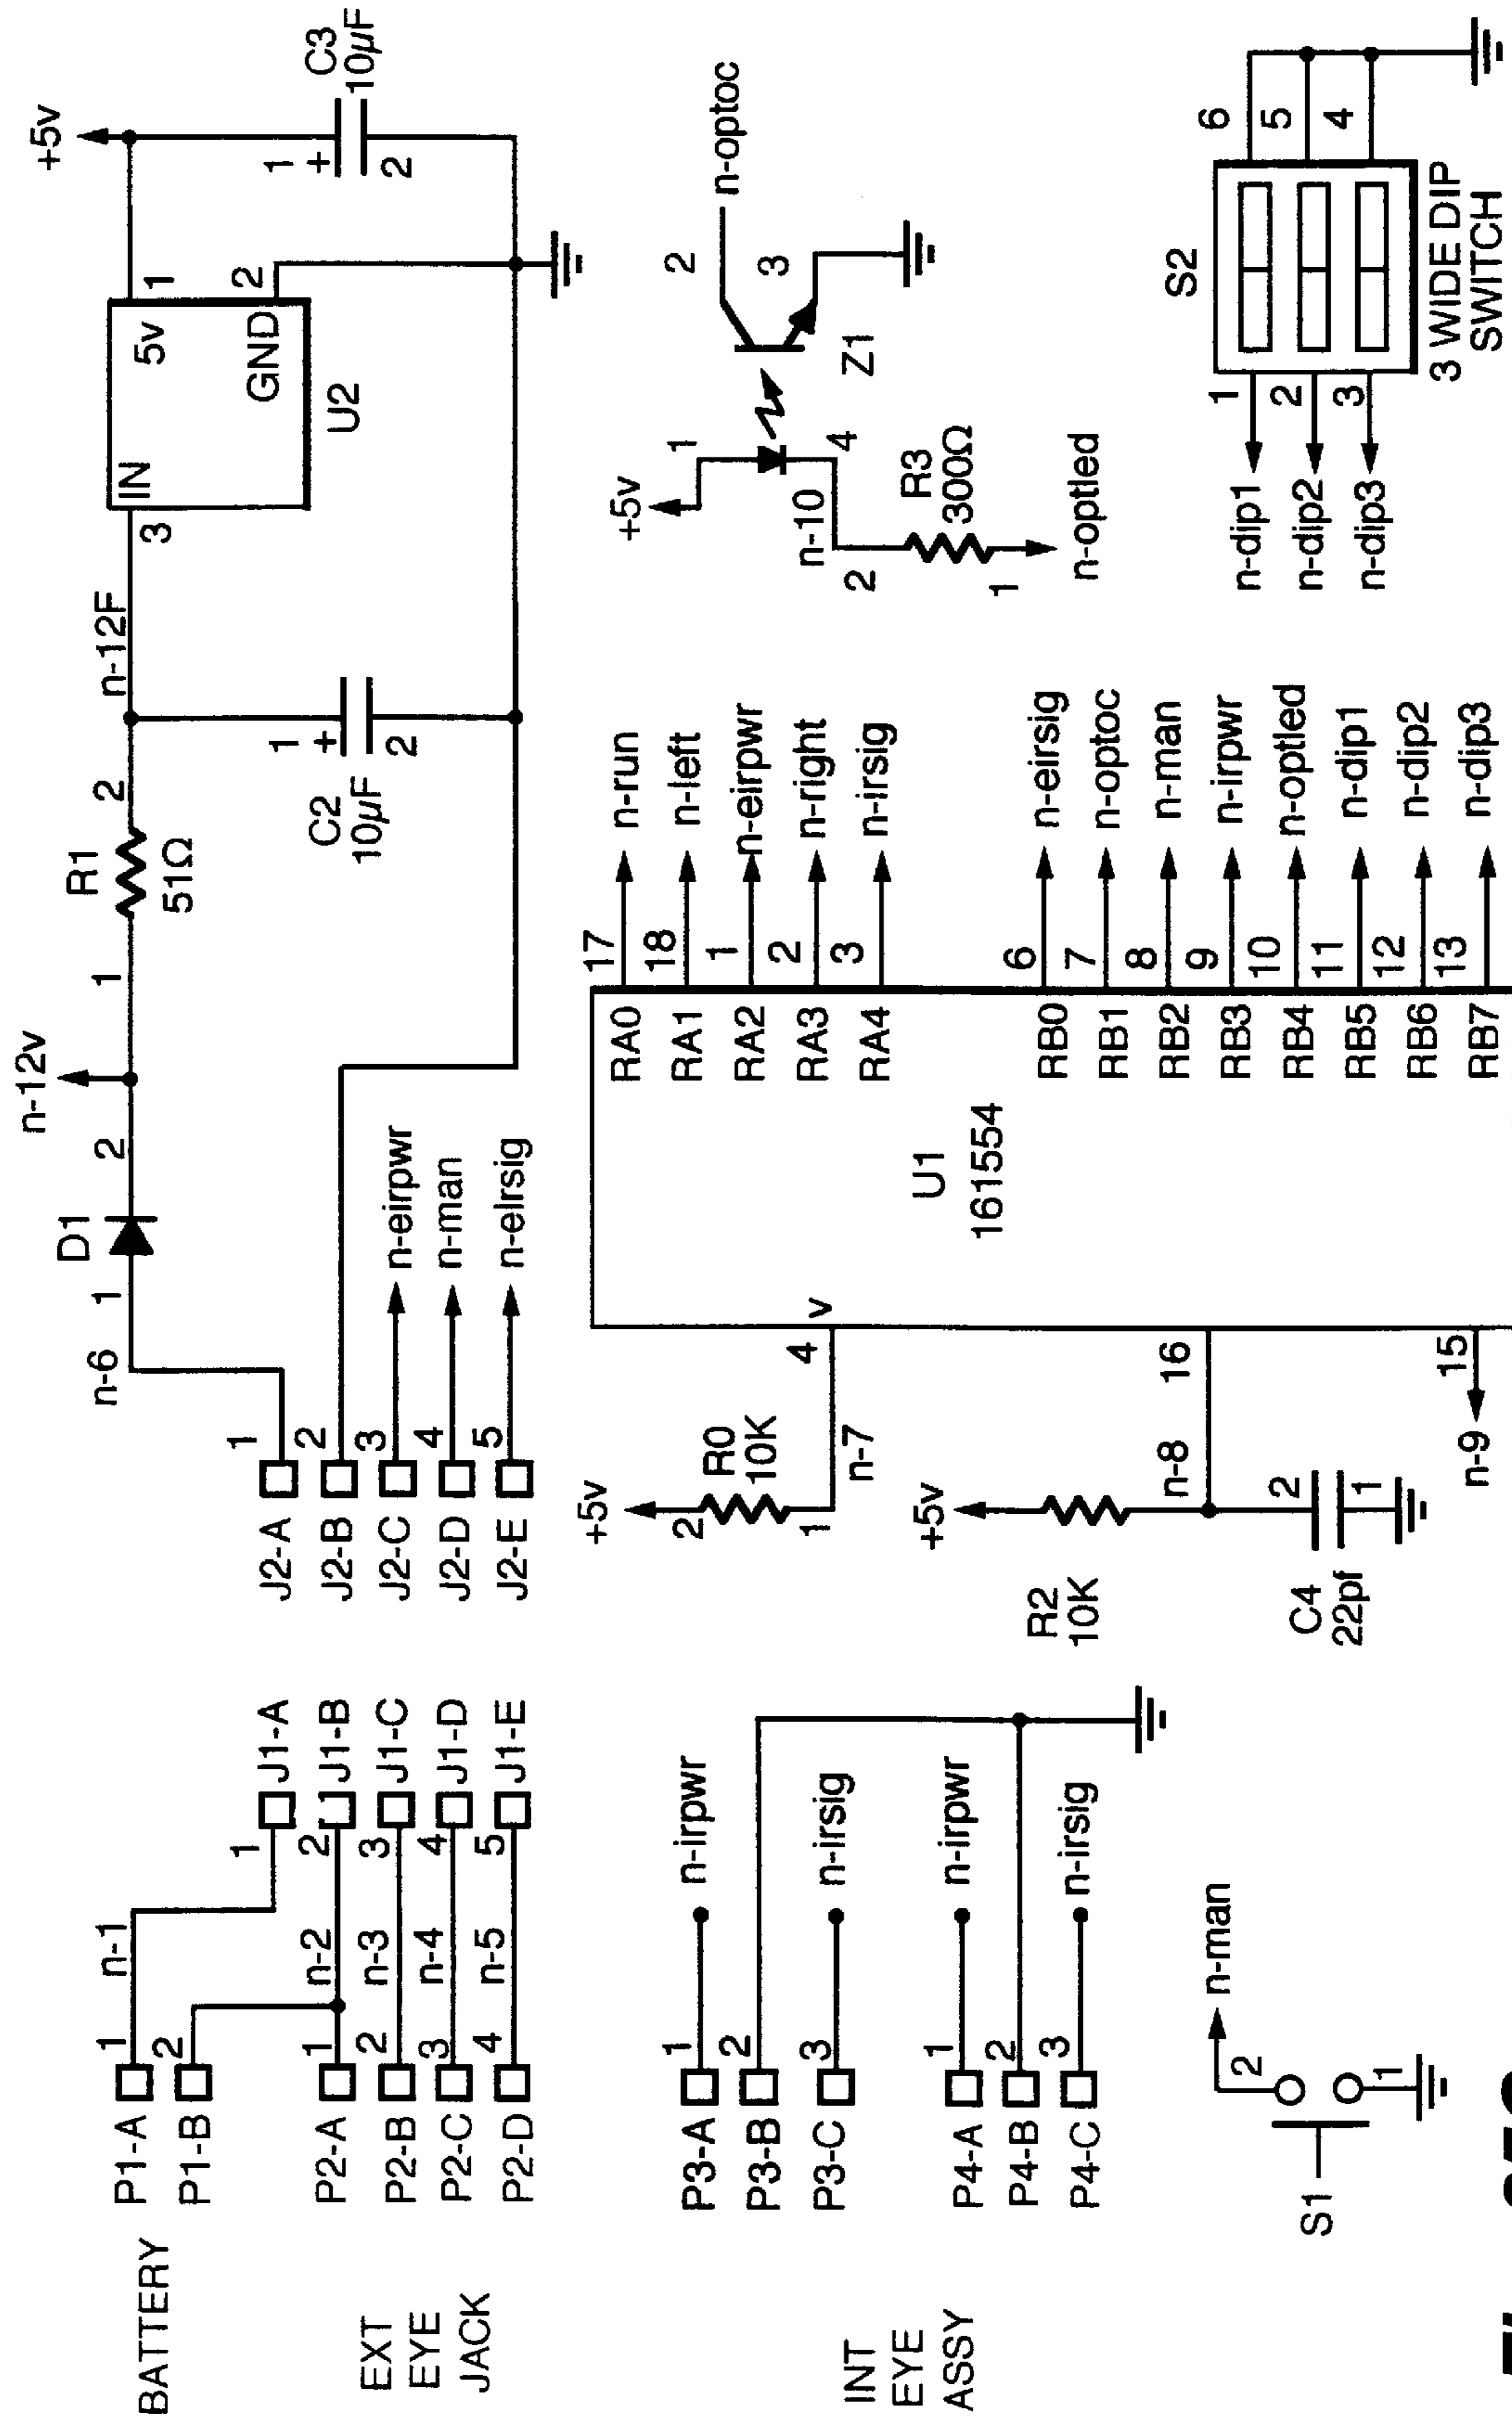 BATTERY
P1-A
1
n-1
P1-B
2
1
J1-A
EXT
EYE
JACK
P2-A
1
n-2
2
J1-B
P2-B
2
n-3
3
J1-C
P2-C
3
n-4
4
J1-D
P2-D
4
n-5
5
J1-E
n-6
1
D1
2
n-12v
1
R1
51Ω
2
n-12F
3
IN
5v
GND
U2
1
2
+5v
C2
10µF
1
+
2
C3
10µF
1
+
2
J2-A
1
J2-B
2
J2-C
3
n-eirpwr
J2-D
4
n-man
J2-E
5
n-elrsig
INT
EYE
ASSY
P3-A
1
n-irpwr
P3-B
2
P3-C
3
n-irsig
P4-A
1
n-irpwr
P4-B
2
P4-C
3
n-irsig
S1
2
n-man
1
+5v
2
R0
10K
1
n-7
4
v
+5v
R2
10K
n-8
16
C4
22pf
2
1
n-9
15
U1
161554
RA0
17
n-run
RA1
18
n-left
RA2
1
n-eirpwr
RA3
2
n-right
RA4
3
n-irsig
RB0
6
n-eirsig
RB1
7
n-optoc
RB2
8
n-man
RB3
9
n-irpwr
RB4
10
n-optled
RB5
11
n-dip1
RB6
12
n-dip2
RB7
13
n-dip3
+5v
1
n-10
4
2
R3
300Ω
1
n-optled
Z1
2
n-optoc
3
S2
n-dip1
1
6
n-dip2
2
5
n-dip3
3
4
3 WIDE DIP
SWITCH